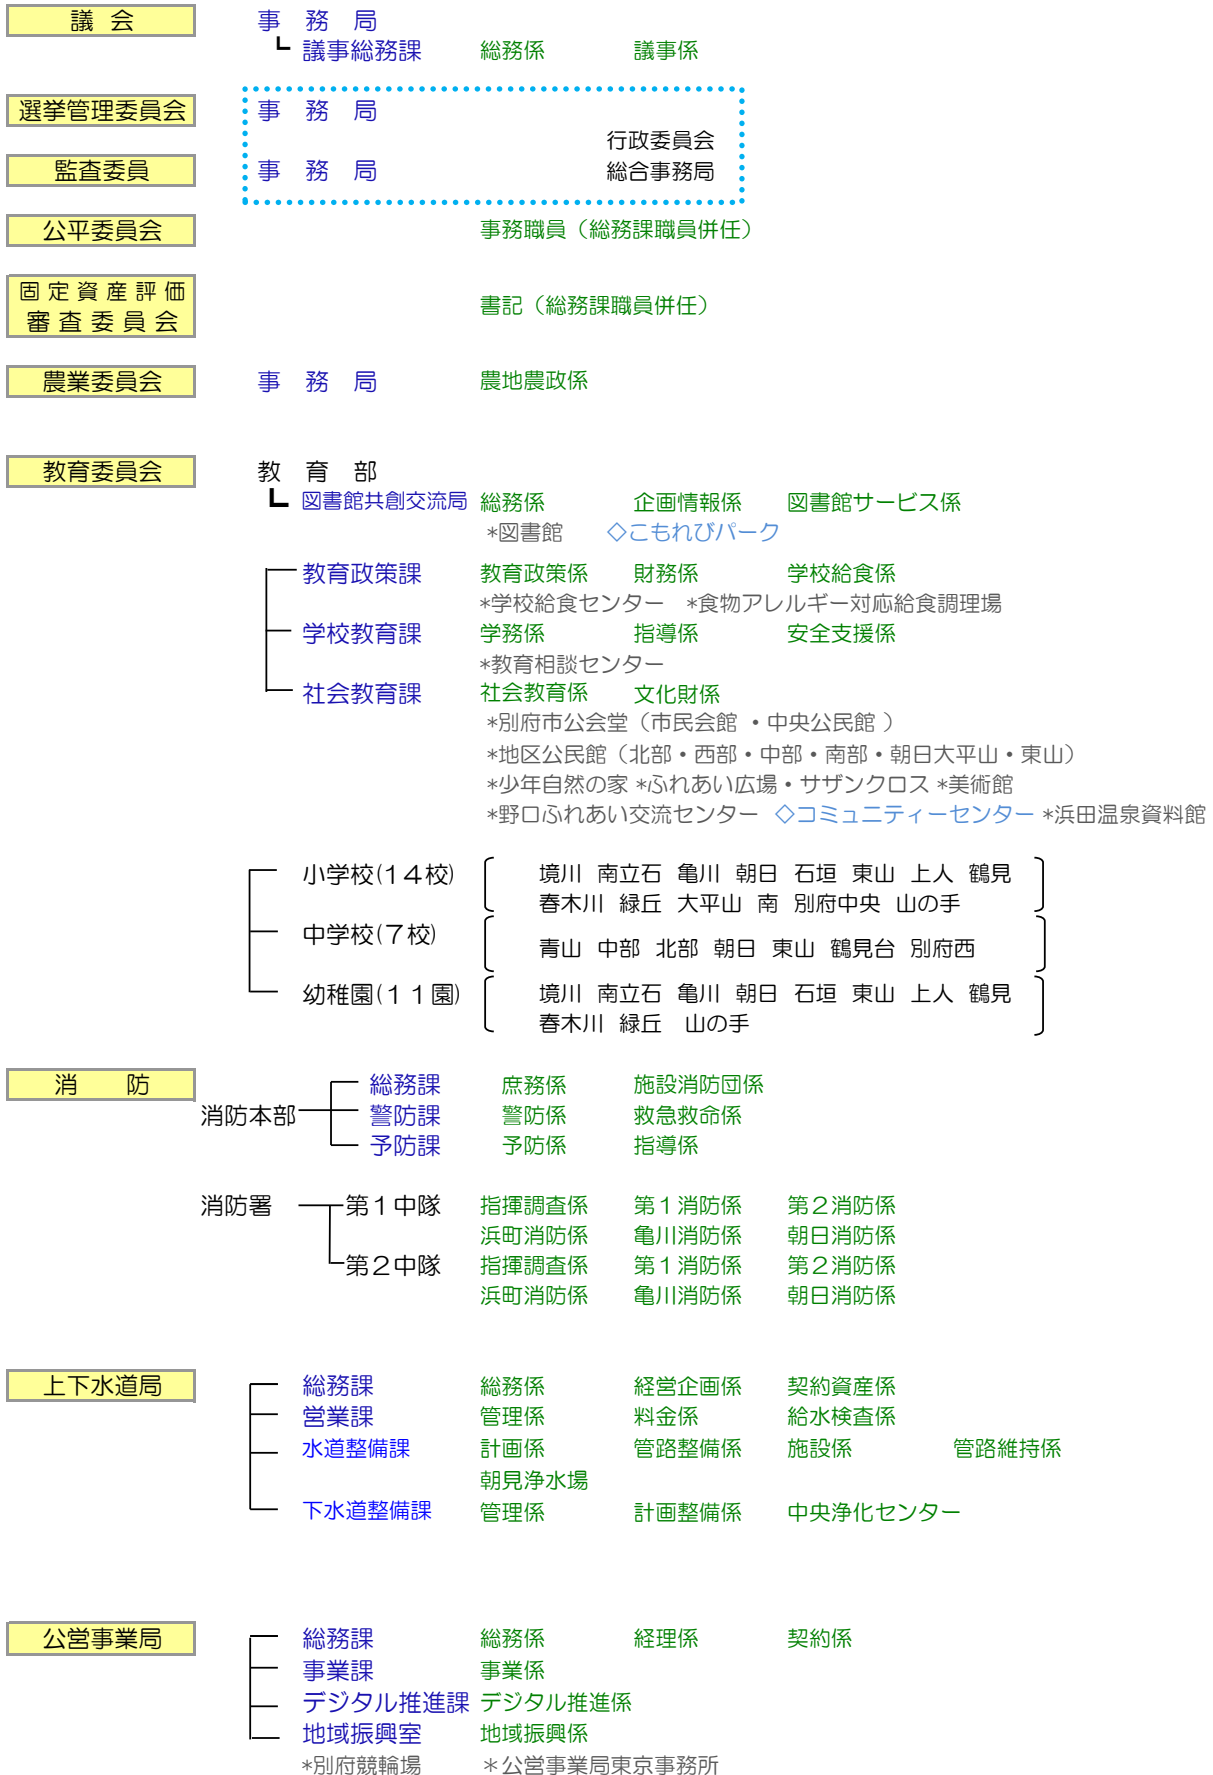 議 会　事 務 局
議事総務課　総務係　議事係
選挙管理委員会　事 務 局
行政委員会
監査委員　事 務 局　総合事務局
公平委員会　事務職員（総務課職員併任）
固定資産評価
審査委員会　書記（総務課職員併任）
農業委員会　事 務 局　農地農政係
教育委員会　教 育 部
図書館共創交流局　総務係　企画情報係　図書館サービス係
*図書館　◇こもれびパーク
教育政策課　教育政策係　財務係　学校給食係
*学校給食センター　*食物アレルギー対応給食調理場
学校教育課　学務係　指導係　安全支援係
*教育相談センター
社会教育課　社会教育係　文化財係
*別府市公会堂（市民会館 ・中央公民館 ）
*地区公民館（北部・西部・中部・南部・朝日大平山・東山）
*少年自然の家 *ふれあい広場・サザンクロス *美術館
*野口ふれあい交流センター　◇コミュニティーセンター *浜田温泉資料館
小学校(１４校)　境川　南立石　亀川　朝日　石垣　東山　上人　鶴見
春木川　緑丘　大平山　南　別府中央　山の手
中学校(７校)　青山　中部　北部　朝日　東山　鶴見台　別府西
幼稚園(１１園)　境川　南立石　亀川　朝日　石垣　東山　上人　鶴見
春木川　緑丘　山の手
消　防　総務課　庶務係　施設消防団係
消防本部　警防課　警防係　救急救命係
予防課　予防係　指導係
消防署　第１中隊　指揮調査係　第１消防係　第２消防係
浜町消防係　亀川消防係　朝日消防係
第２中隊　指揮調査係　第１消防係　第２消防係
浜町消防係　亀川消防係　朝日消防係
上下水道局　総務課　総務係　経営企画係　契約資産係
営業課　管理係　料金係　給水検査係
水道整備課　計画係　管路整備係　施設係　管路維持係
朝見浄水場
下水道整備課　管理係　計画整備係　中央浄化センター
公営事業局　総務課　総務係　経理係　契約係
事業課　事業係
デジタル推進課　デジタル推進係
地域振興室　地域振興係
*別府競輪場　＊公営事業局東京事務所